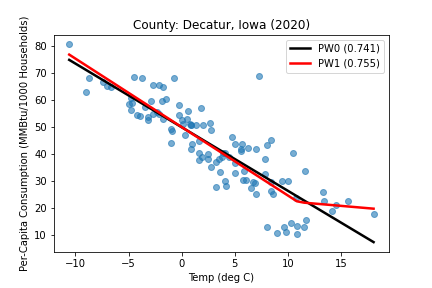 County: Decatur, Iowa (2020)
PW0 (0.741)
PW1 (0.755)
Per-Capita Consumption (MMBtu/1000 Households)
80
70
60
50
40
30
20
10
−10
−5
0
5
10
15
Temp (deg C)